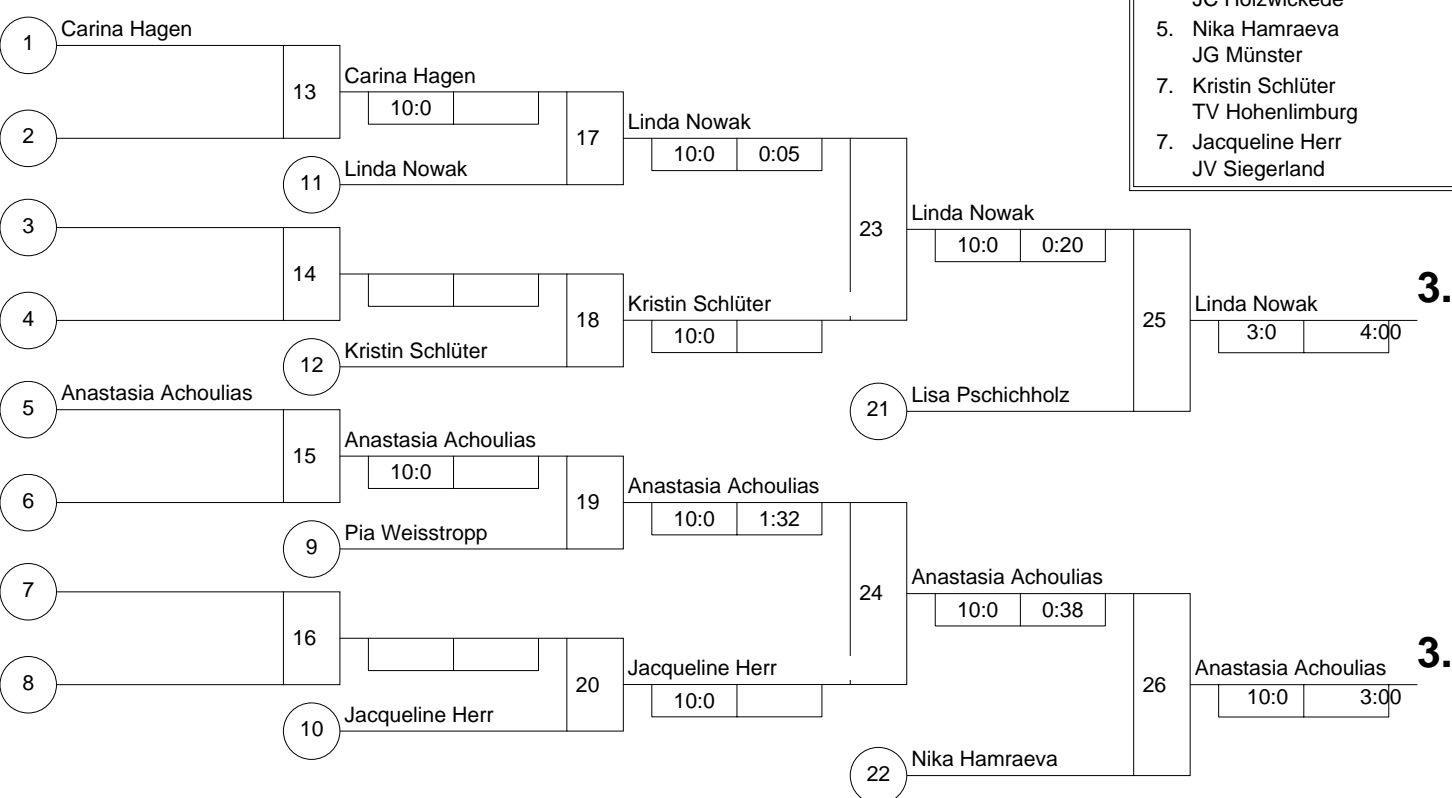 JC Holzwickede
5. Nika Hamraeva
JG Münster
7. Kristin Schlüter
TV Hohenlimburg
7. Jacqueline Herr
JV Siegerland
1 Carina Hagen
13 Carina Hagen
10:0
2
17 Linda Nowak
10:0 0:05
11 Linda Nowak
3
23 Linda Nowak
10:0 0:20
14
4
18 Kristin Schlüter
10:0
25 Linda Nowak 3.
3:0 4:00
12 Kristin Schlüter
5 Anastasia Achoulias
21 Lisa Pschichholz
15 Anastasia Achoulias
10:0
6
19 Anastasia Achoulias
10:0 1:32
9 Pia Weisstropp
7
24 Anastasia Achoulias
10:0 0:38
16
8
20 Jacqueline Herr
10:0
26 Anastasia Achoulias 3.
10:0 3:00
10 Jacqueline Herr
22 Nika Hamraeva